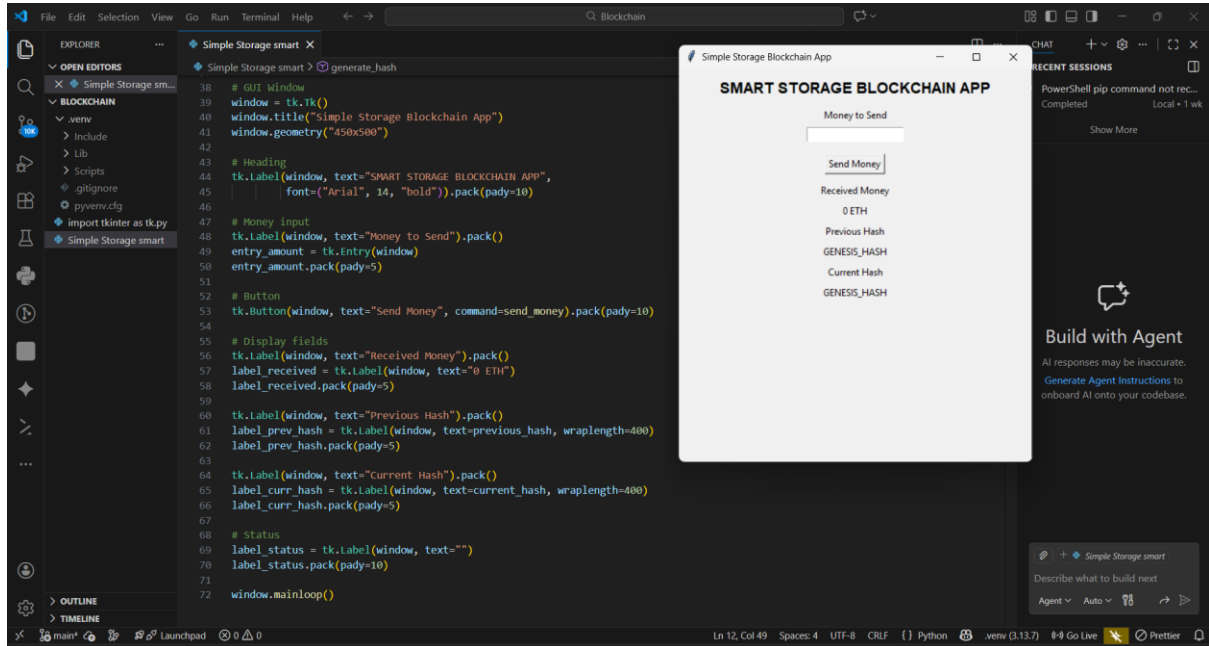 File Edit Selection View Go Run Terminal Help
Blockchain
EXPLORER
OPEN EDITORS
Simple Storage sm...
BLOCKCHAIN
.venv
Include
Lib
Scripts
.gitignore
pyvenv.cfg
import tkinter as tk.py
Simple Storage smart
OUTLINE
TIMELINE
10K
Simple Storage smart
Simple Storage smart > generate_hash
38 # GUI Window
39 window = tk.Tk()
40 window.title("Simple Storage Blockchain App")
41 window.geometry("450x500")
42
43 # Heading
44 tk.Label(window, text="SMART STORAGE BLOCKCHAIN APP",
45 font=("Arial", 14, "bold")).pack(pady=10)
46
47 # Money input
48 tk.Label(window, text="Money to Send").pack()
49 entry_amount = tk.Entry(window)
50 entry_amount.pack(pady=5)
51
52 # Button
53 tk.Button(window, text="Send Money", command=send_money).pack(pady=10)
54
55 # Display fields
56 tk.Label(window, text="Received Money").pack()
57 label_received = tk.Label(window, text="0 ETH")
58 label_received.pack(pady=5)
59
60 tk.Label(window, text="Previous Hash").pack()
61 label_prev_hash = tk.Label(window, text=previous_hash, wraplength=400)
62 label_prev_hash.pack(pady=5)
63
64 tk.Label(window, text="Current Hash").pack()
65 label_curr_hash = tk.Label(window, text=current_hash, wraplength=400)
66 label_curr_hash.pack(pady=5)
67
68 # Status
69 label_status = tk.Label(window, text="")
70 label_status.pack(pady=10)
71
72 window.mainloop()
Simple Storage Blockchain App
SMART STORAGE BLOCKCHAIN APP
Money to Send
Send Money
Received Money
0 ETH
Previous Hash
GENESIS_HASH
Current Hash
GENESIS_HASH
CHAT
RECENT SESSIONS
PowerShell pip command not rec...
Completed Local • 1 wk
Show More
Build with Agent
AI responses may be inaccurate.
Generate Agent Instructions to
onboard AI onto your codebase.
Simple Storage smart
Describe what to build next
Agent Auto
main* Launchpad 0 0 Ln 12, Col 49 Spaces: 4 UTF-8 CRLF {} Python .venv (3.13.7) Go Live Prettier